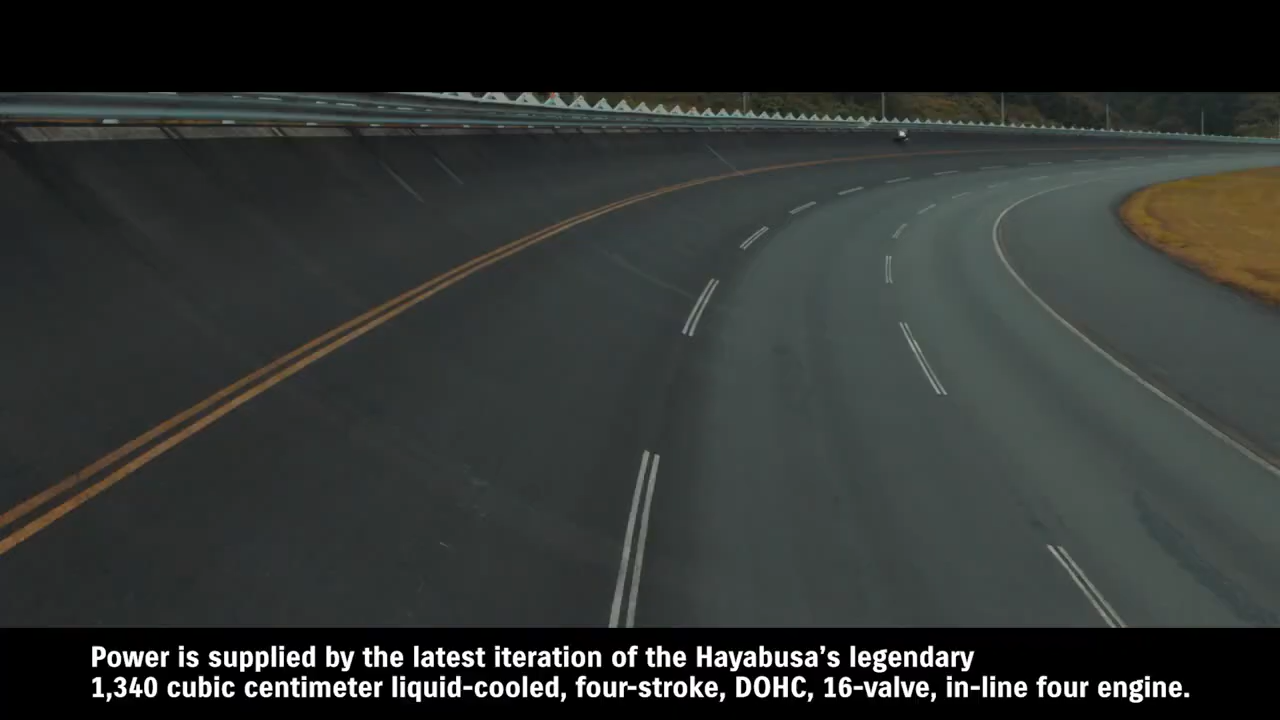 Power is supplied by the latest iteration of the Hayabusa’s legendary
1,340 cubic centimeter liquid-cooled, four-stroke, DOHC, 16-valve, in-line four engine.